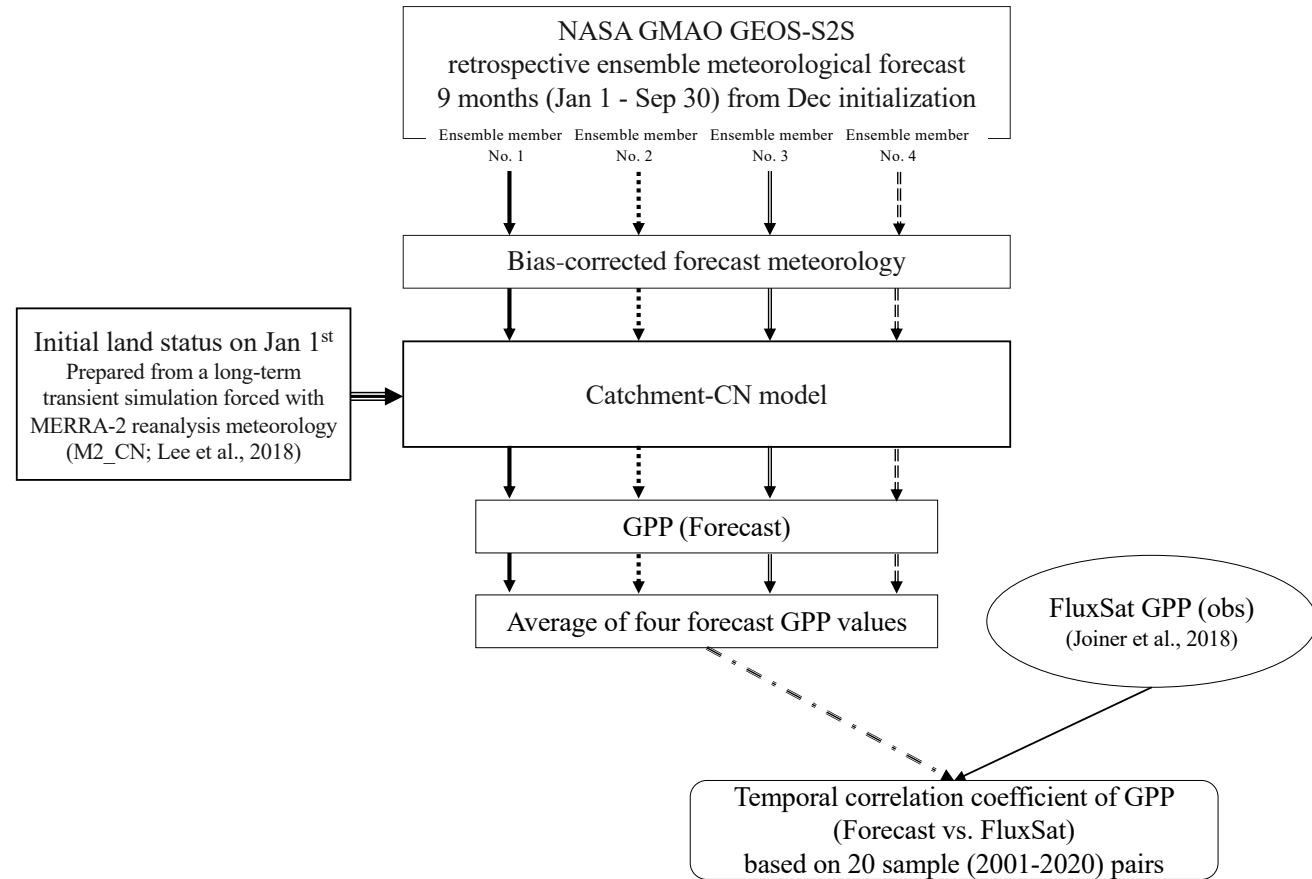 NASA GMAO GEOS-S2S
retrospective ensemble meteorological forecast
9 months (Jan 1 - Sep 30) from Dec initialization
Ensemble member
No. 1
Ensemble member
No. 2
Ensemble member
No. 3
Ensemble member
No. 4
Bias-corrected forecast meteorology
Initial land status on Jan 1st
Prepared from a long-term
transient simulation forced with
MERRA-2 reanalysis meteorology
(M2_CN; Lee et al., 2018)
Catchment-CN model
GPP (Forecast)
Average of four forecast GPP values
FluxSat GPP (obs)
(Joiner et al., 2018)
Temporal correlation coefficient of GPP
(Forecast vs. FluxSat)
based on 20 sample (2001-2020) pairs